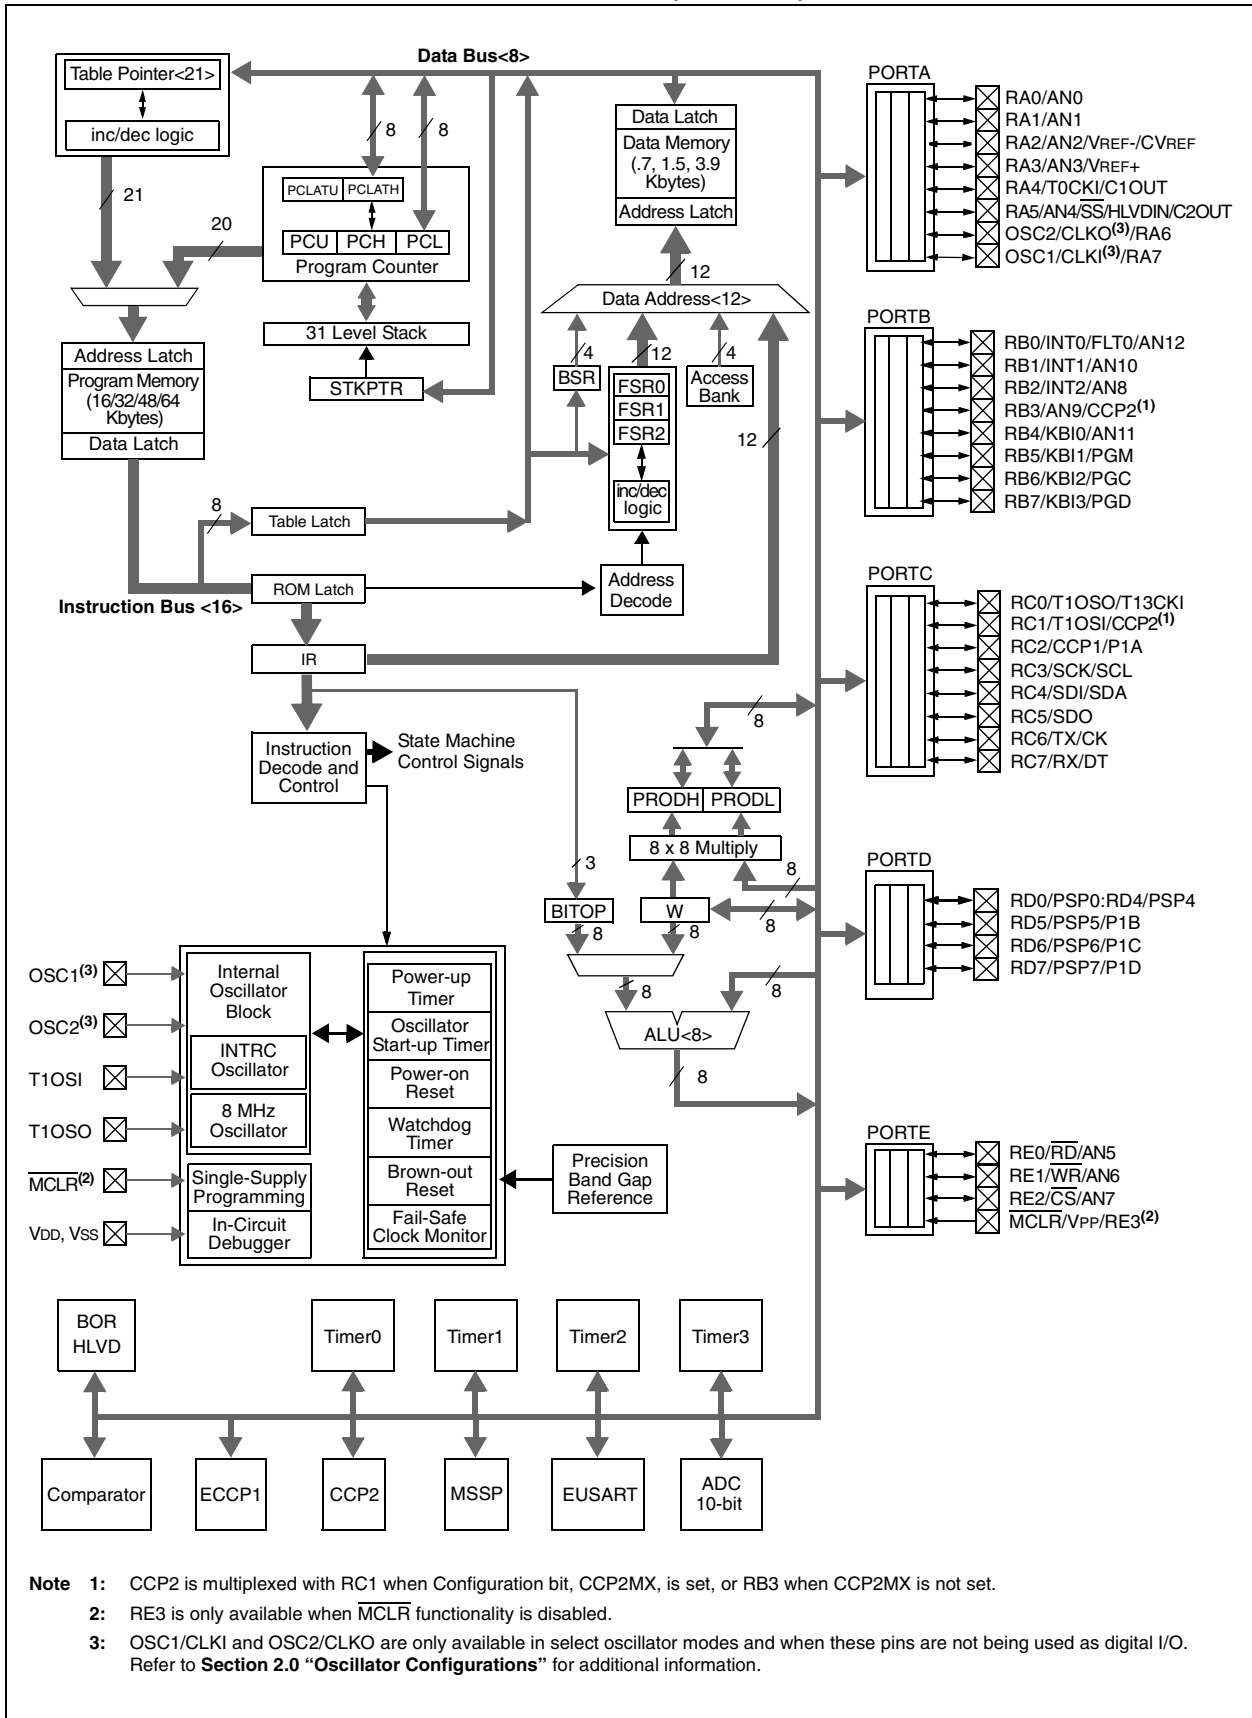 Data Bus<8>
Table Pointer<21>
inc/dec logic
21
20
8
8
PCLATU PCLATH
PCU PCH PCL
Program Counter
31 Level Stack
STKPTR
Address Latch
Program Memory
(16/32/48/64
Kbytes)
Data Latch
8
Table Latch
ROM Latch
Instruction Bus <16>
IR
Instruction
Decode and
Control
State Machine
Control Signals
Data Latch
Data Memory
(.7, 1.5, 3.9
Kbytes)
Address Latch
12
Data Address<12>
4
12
4
BSR
FSR0
FSR1
FSR2
inc/dec
logic
Access
Bank
12
Address
Decode
8
PRODH PRODL
8 x 8 Multiply
3
8
BITOP
W
8
8
8
8
8
ALU<8>
8
PORTA
RA0/AN0
RA1/AN1
RA2/AN2/VREF-/CVREF
RA3/AN3/VREF+
RA4/T0CKI/C1OUT
RA5/AN4/S̅S̅/HLVDIN/C2OUT
OSC2/CLKO(3)/RA6
OSC1/CLKI(3)/RA7
PORTB
RB0/INT0/FLT0/AN12
RB1/INT1/AN10
RB2/INT2/AN8
RB3/AN9/CCP2(1)
RB4/KBI0/AN11
RB5/KBI1/PGM
RB6/KBI2/PGC
RB7/KBI3/PGD
PORTC
RC0/T1OSO/T13CKI
RC1/T1OSI/CCP2(1)
RC2/CCP1/P1A
RC3/SCK/SCL
RC4/SDI/SDA
RC5/SDO
RC6/TX/CK
RC7/RX/DT
PORTD
RD0/PSP0:RD4/PSP4
RD5/PSP5/P1B
RD6/PSP6/P1C
RD7/PSP7/P1D
PORTE
RE0/R̅D̅/AN5
RE1/W̅R̅/AN6
RE2/C̅S̅/AN7
M̅C̅L̅R̅/VPP/RE3(2)
OSC1(3)
OSC2(3)
T1OSI
T1OSO
M̅C̅L̅R̅(2)
VDD, VSS
Internal
Oscillator
Block
INTRC
Oscillator
8 MHz
Oscillator
Single-Supply
Programming
In-Circuit
Debugger
Power-up
Timer
Oscillator
Start-up Timer
Power-on
Reset
Watchdog
Timer
Brown-out
Reset
Fail-Safe
Clock Monitor
Precision
Band Gap
Reference
BOR
HLVD
Timer0
Timer1
Timer2
Timer3
Comparator
ECCP1
CCP2
MSSP
EUSART
ADC
10-bit
Note 1: CCP2 is multiplexed with RC1 when Configuration bit, CCP2MX, is set, or RB3 when CCP2MX is not set.
2: RE3 is only available when M̅C̅L̅R̅ functionality is disabled.
3: OSC1/CLKI and OSC2/CLKO are only available in select oscillator modes and when these pins are not being used as digital I/O.
Refer to Section 2.0 “Oscillator Configurations” for additional information.